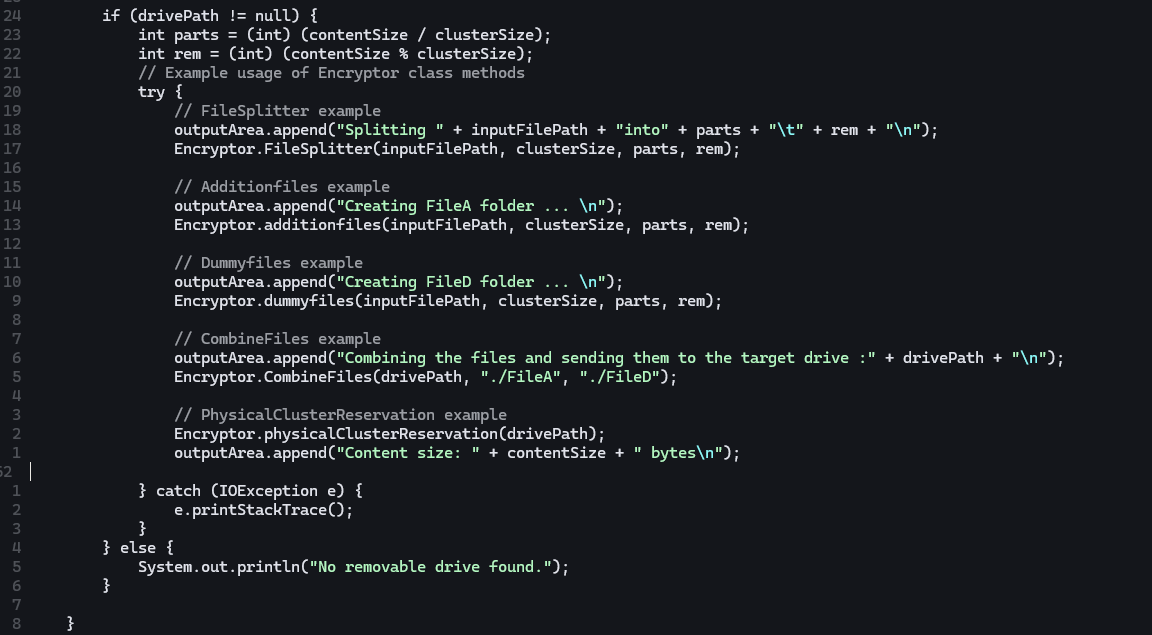 24 if (drivePath != null) {
23 int parts = (int) (contentSize / clusterSize);
22 int rem = (int) (contentSize % clusterSize);
21 // Example usage of Encryptor class methods
20 try {
19 // FileSplitter example
18 outputArea.append("Splitting " + inputFilePath + "into" + parts + "\t" + rem + "\n");
17 Encryptor.FileSplitter(inputFilePath, clusterSize, parts, rem);
16
15 // Additionfiles example
14 outputArea.append("Creating FileA folder ... \n");
13 Encryptor.additionfiles(inputFilePath, clusterSize, parts, rem);
12
11 // Dummyfiles example
10 outputArea.append("Creating FileD folder ... \n");
9 Encryptor.dummyfiles(inputFilePath, clusterSize, parts, rem);
8
7 // CombineFiles example
6 outputArea.append("Combining the files and sending them to the target drive :" + drivePath + "\n");
5 Encryptor.CombineFiles(drivePath, "./FileA", "./FileD");
4
3 // PhysicalClusterReservation example
2 Encryptor.physicalClusterReservation(drivePath);
1 outputArea.append("Content size: " + contentSize + " bytes\n");
52
1 } catch (IOException e) {
2 e.printStackTrace();
3 }
4 } else {
5 System.out.println("No removable drive found.");
6 }
7
8 }